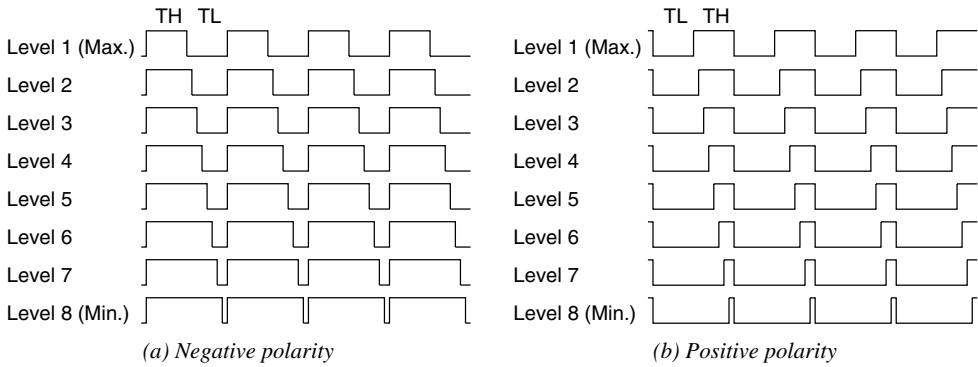 TH TL
Level 1 (Max.)
Level 2
Level 3
Level 4
Level 5
Level 6
Level 7
Level 8 (Min.)
(a) Negative polarity
TL TH
Level 1 (Max.)
Level 2
Level 3
Level 4
Level 5
Level 6
Level 7
Level 8 (Min.)
(b) Positive polarity